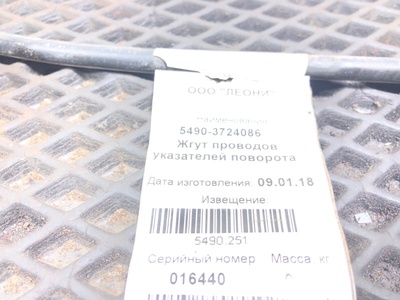 ООО "ЛЕОНИ"
Наименование
5490-3724086
Жгут проводов
указателей поворота
Дата изготовления 09.01.18
Извещение:
5490.251
Серийный номер Масса кг
016440